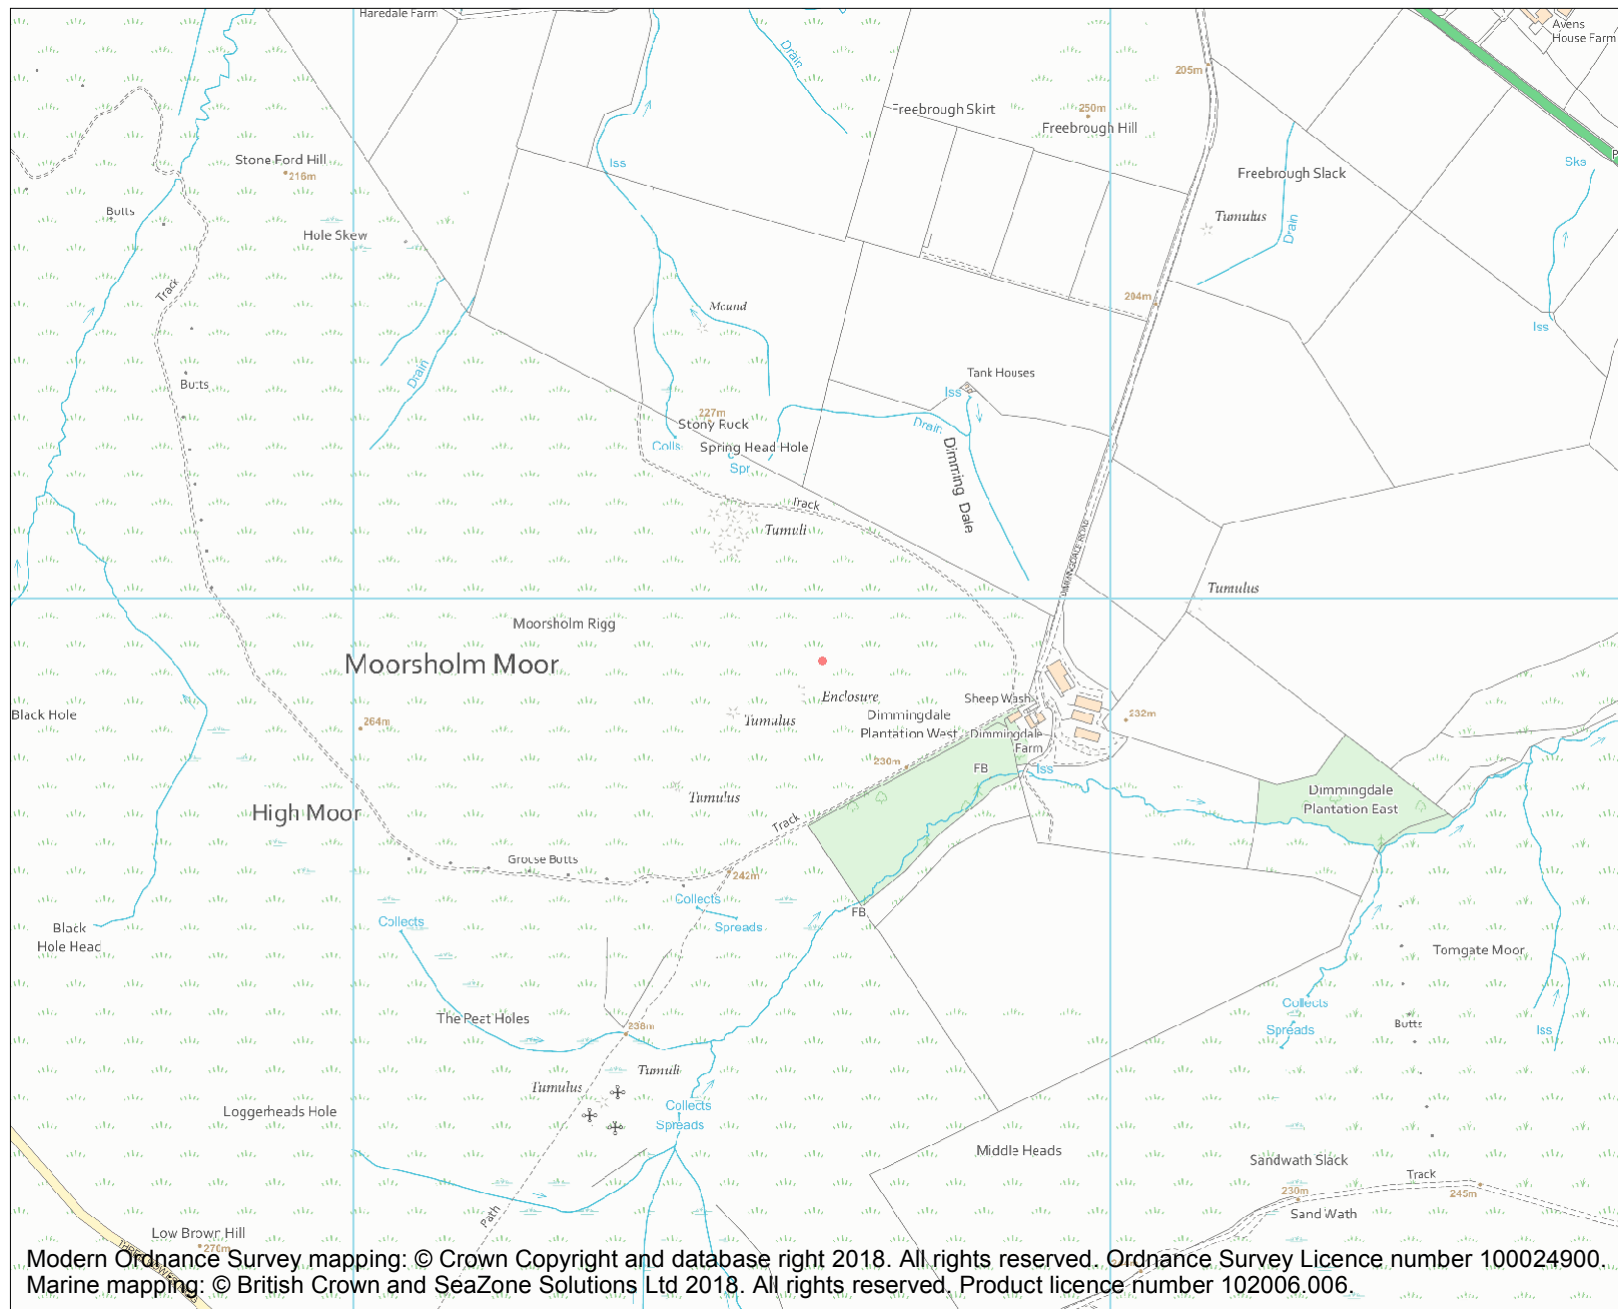 Haredale Farm
Avens
House Farm
Drain
205m
250m
Freebrough Skirt
Freebrough Hill
Stone Ford Hill
216m
Iss
Freebrough Slack
Sks
Butts
Tumulus
Drain
Hole Skew
Track
204m
Mound
Iss
Drain
Butts
Tank Houses
Iss
227m
Stony Ruck
Drain
Colls
Spring Head Hole
Spr
Dimming Dale
Track
Tumuli
Tumulus
Moorsholm Rigg
Moorsholm Moor
Enclosure
Sheep Wash
Black Hole
264m
Tumulus
Dimmingdale
Plantation West
Dimmingdale
Farm
232m
230m
FB
Iss
Tumulus
Dimmingdale
Plantation East
High Moor
Track
Grouse Butts
242m
Collects
Spreads
FB
Collects
Black
Hole Head
Tomgate Moor
The Peat Holes
238m
Collects
Spreads
Butts
Iss
Tumulus
Tumuli
Collects
Spreads
Loggerheads Hole
Middle Heads
Sandwath Slack
Track
230m
245m
Sand Wath
Path
Low Brown Hill
270m
Modern Ordnance Survey mapping: © Crown Copyright and database right 2018. All rights reserved. Ordnance Survey Licence number 100024900.
Marine mapping: © British Crown and SeaZone Solutions Ltd 2018. All rights reserved. Product licence number 102006.006.